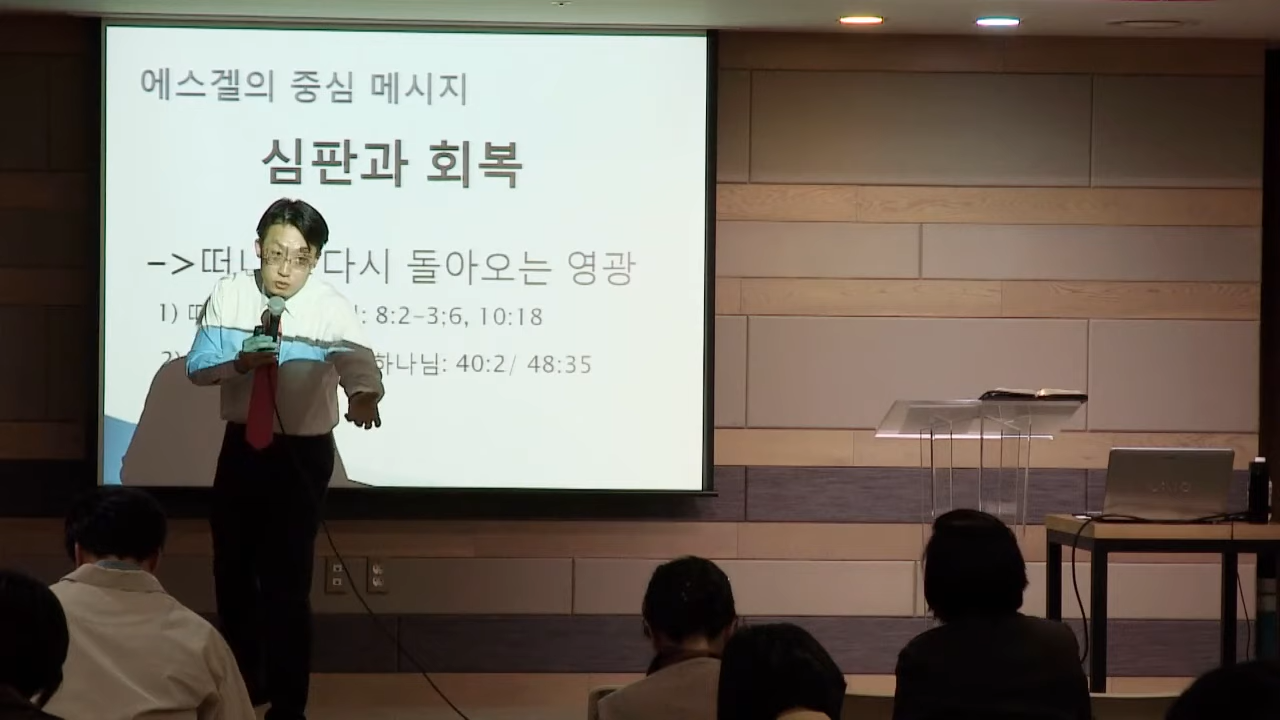 에스겔의 중심 메시지
심판과 회복
->떠나 다시 돌아오는 영광
1) : 8:2-3;6, 10:18
2) 하나님: 40:2/ 48:35
VAIO